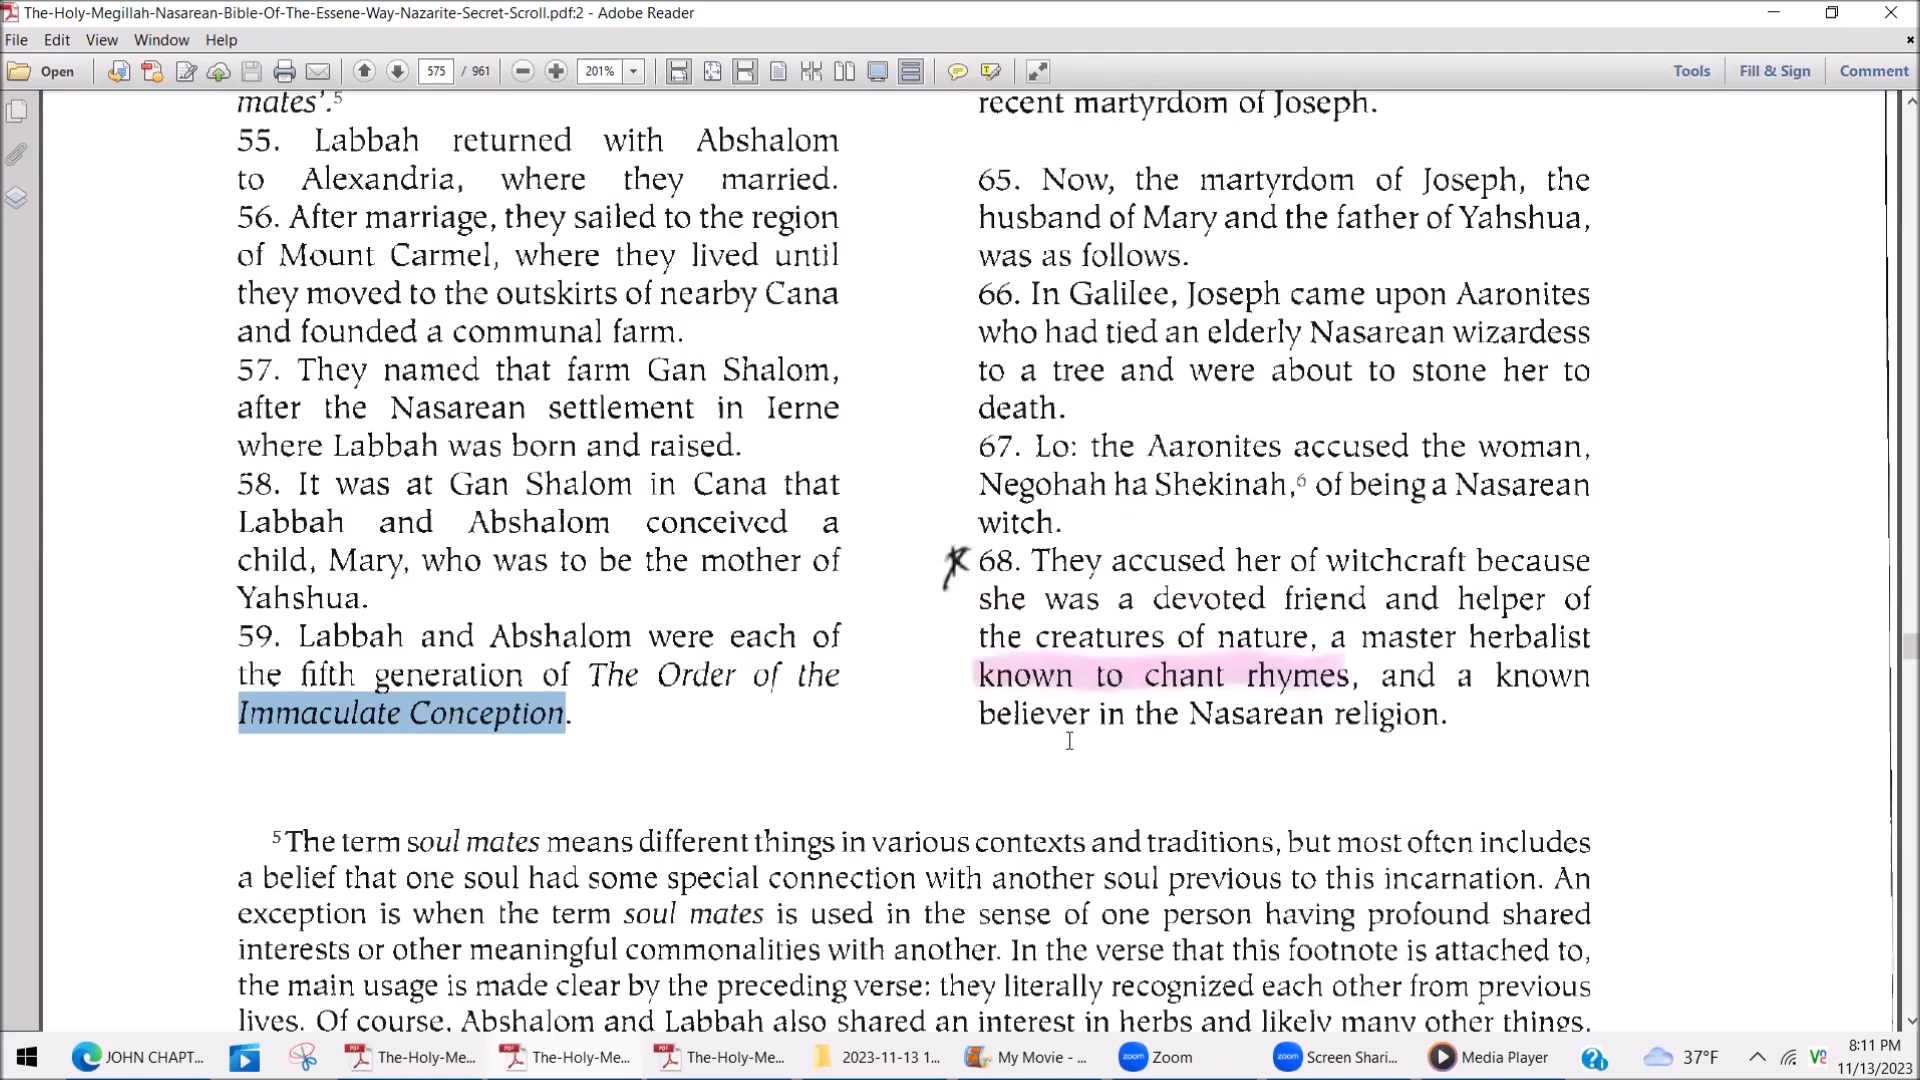 The-Holy-Megillah-Nasarean-Bible-Of-The-Essene-Way-Nazarite-Secret-Scroll.pdf:2 - Adobe Reader
File Edit View Window Help
Open 575 / 961 201% Tools Fill & Sign Comment
mates’.⁵
55. Labbah returned with Abshalom
to Alexandria, where they married.
56. After marriage, they sailed to the region
of Mount Carmel, where they lived until
they moved to the outskirts of nearby Cana
and founded a communal farm.
57. They named that farm Gan Shalom,
after the Nasarean settlement in Ierne
where Labbah was born and raised.
58. It was at Gan Shalom in Cana that
Labbah and Abshalom conceived a
child, Mary, who was to be the mother of
Yahshua.
59. Labbah and Abshalom were each of
the fifth generation of The Order of the
Immaculate Conception.
recent martyrdom of Joseph.
65. Now, the martyrdom of Joseph, the
husband of Mary and the father of Yahshua,
was as follows.
66. In Galilee, Joseph came upon Aaronites
who had tied an elderly Nasarean wizardess
to a tree and were about to stone her to
death.
67. Lo: the Aaronites accused the woman,
Negohah ha Shekinah,⁶ of being a Nasarean
witch.
68. They accused her of witchcraft because
she was a devoted friend and helper of
the creatures of nature, a master herbalist
known to chant rhymes, and a known
believer in the Nasarean religion.
⁵The term soul mates means different things in various contexts and traditions, but most often includes
a belief that one soul had some special connection with another soul previous to this incarnation. An
exception is when the term soul mates is used in the sense of one person having profound shared
interests or other meaningful commonalities with another. In the verse that this footnote is attached to,
the main usage is made clear by the preceding verse: they literally recognized each other from previous
lives. Of course, Abshalom and Labbah also shared an interest in herbs and likely many other things.
JOHN CHAPT... The-Holy-Me... The-Holy-Me... The-Holy-Me... 2023-11-13 1... My Movie - ... zoom Zoom zoom Screen Shari... Media Player 37°F 8:11 PM
11/13/2023